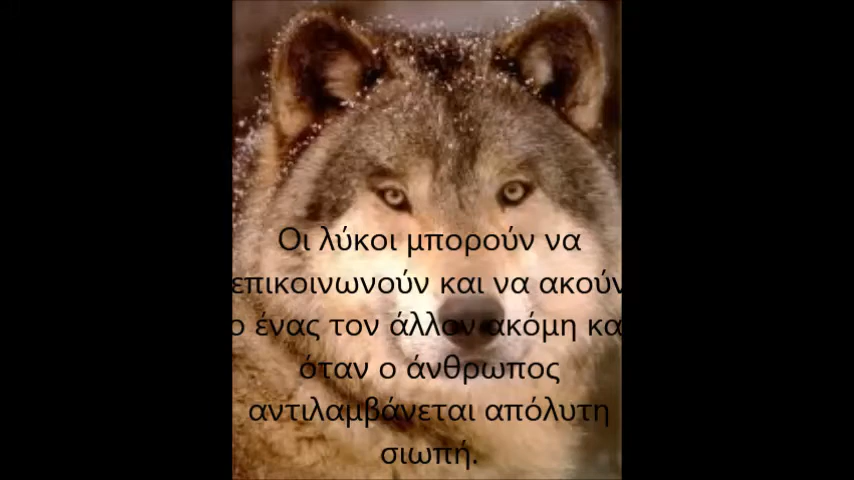 Οι λύκοι μπορούν να
επικοινωνούν και να ακούν
ο ένας τον άλλον ακόμη κα
όταν ο άνθρωπος
αντιλαμβάνεται απόλυτη
σιωπή.